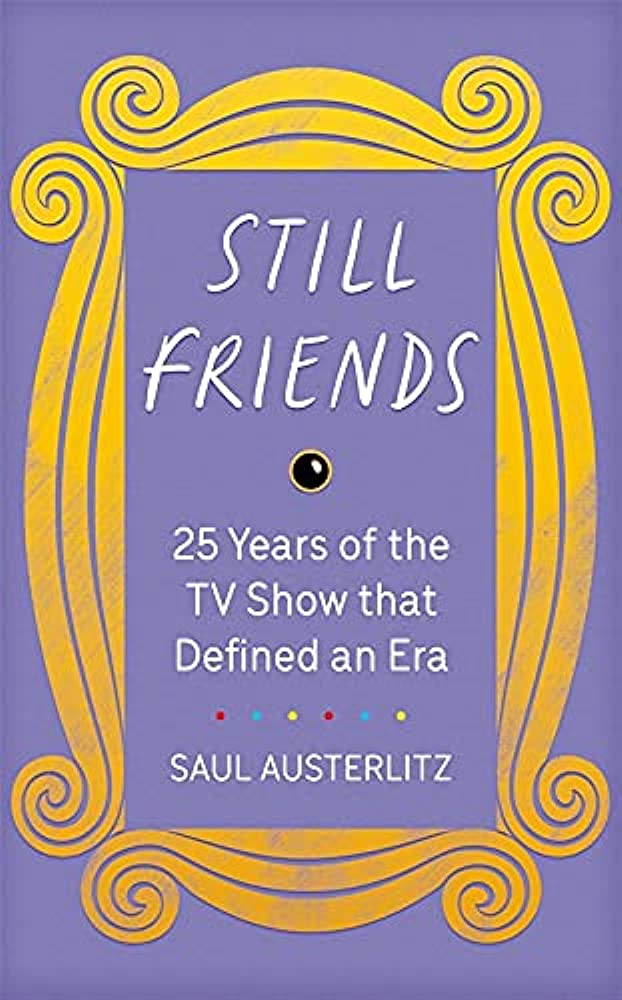 STILL
FRIENDS
25 Years of the
TV Show that
Defined an Era
SAUL AUSTERLITZ